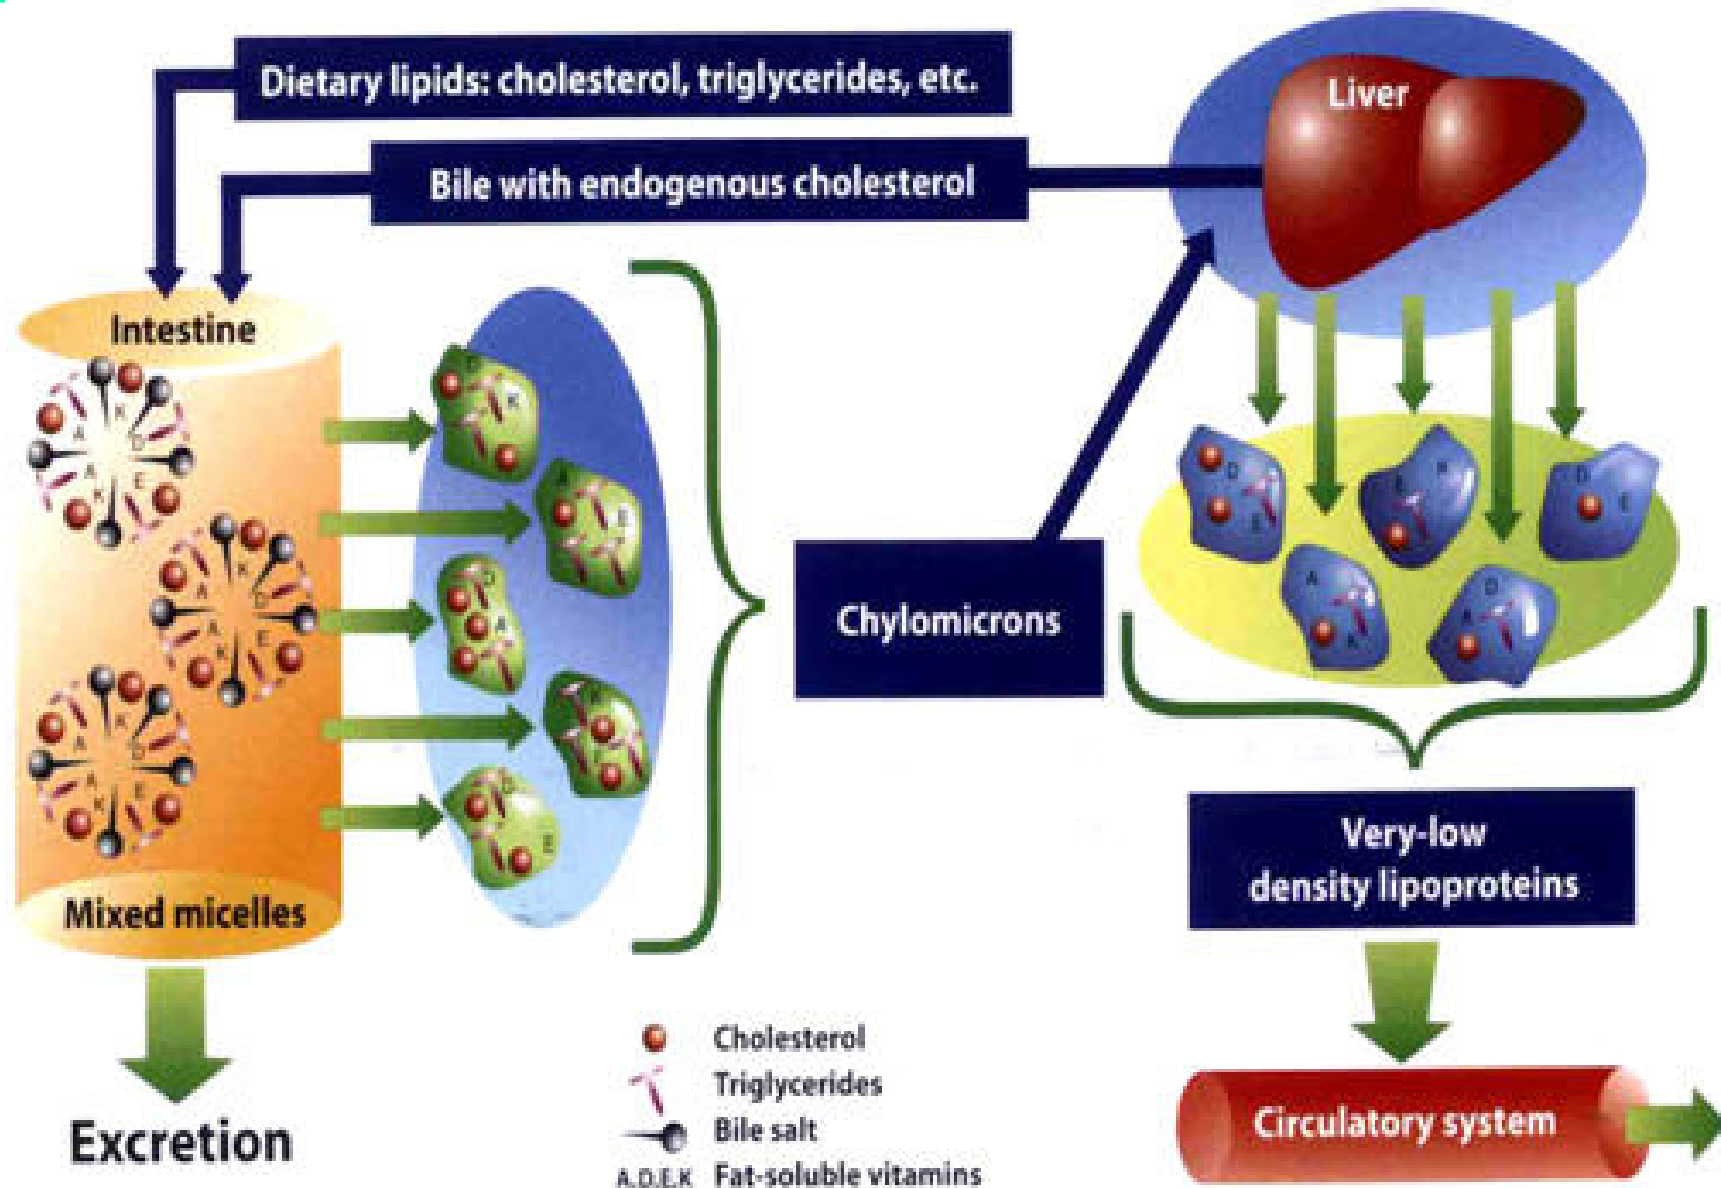 Dietary lipids: cholesterol, triglycerides, etc.
Bile with endogenous cholesterol
Liver
Intestine
Mixed micelles
Excretion
Chylomicrons
Very-low
density lipoproteins
Circulatory system
Cholesterol
Triglycerides
Bile salt
A,D,E,K Fat-soluble vitamins